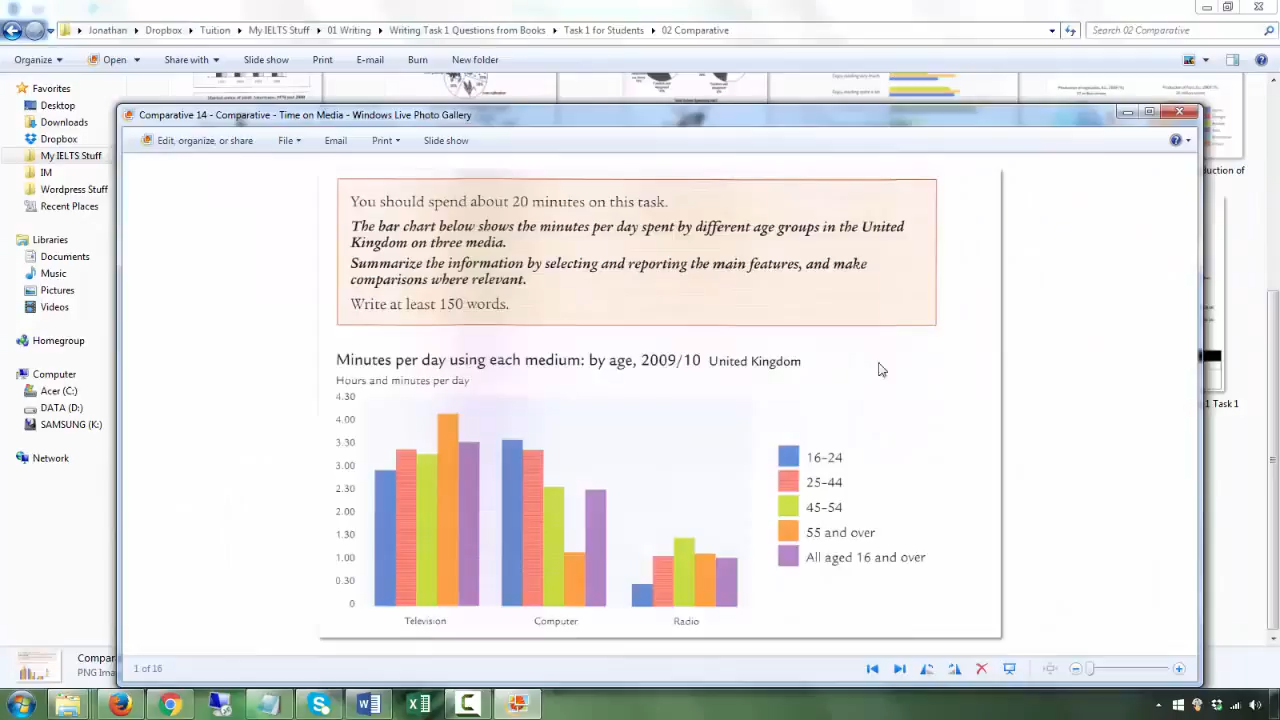 Jonathan ▸ Dropbox ▸ Tuition ▸ My IELTS Stuff ▸ 01 Writing ▸ Writing Task 1 Questions from Books ▸ Task 1 for Students ▸ 02 Comparative
Search 02 Comparative
Organize Open Share with Slide show Print E-mail Burn New folder
Favorites
Desktop
Downloads
Dropbox
My IELTS Stuff
IM
Wordpress Stuff
Recent Places
Libraries
Documents
Music
Pictures
Videos
Homegroup
Computer
Acer (C:)
DATA (D:)
SAMSUNG (K:)
Network
Comparative 14 - Comparative - Time on Media - Windows Live Photo Gallery
Edit, organize, or share File Email Print Slide show
You should spend about 20 minutes on this task.
The bar chart below shows the minutes per day spent by different age groups in the United
Kingdom on three media.
Summarize the information by selecting and reporting the main features, and make
comparisons where relevant.
Write at least 150 words.
Minutes per day using each medium: by age, 2009/10 United Kingdom
Hours and minutes per day
4.30
4.00
3.30
3.00
2.30
2.00
1.30
1.00
0.30
0
Television Computer Radio
16-24
25-44
45-54
55 and over
All aged 16 and over
1 of 16
duction of
1 Task 1
Compar
PNG Ima